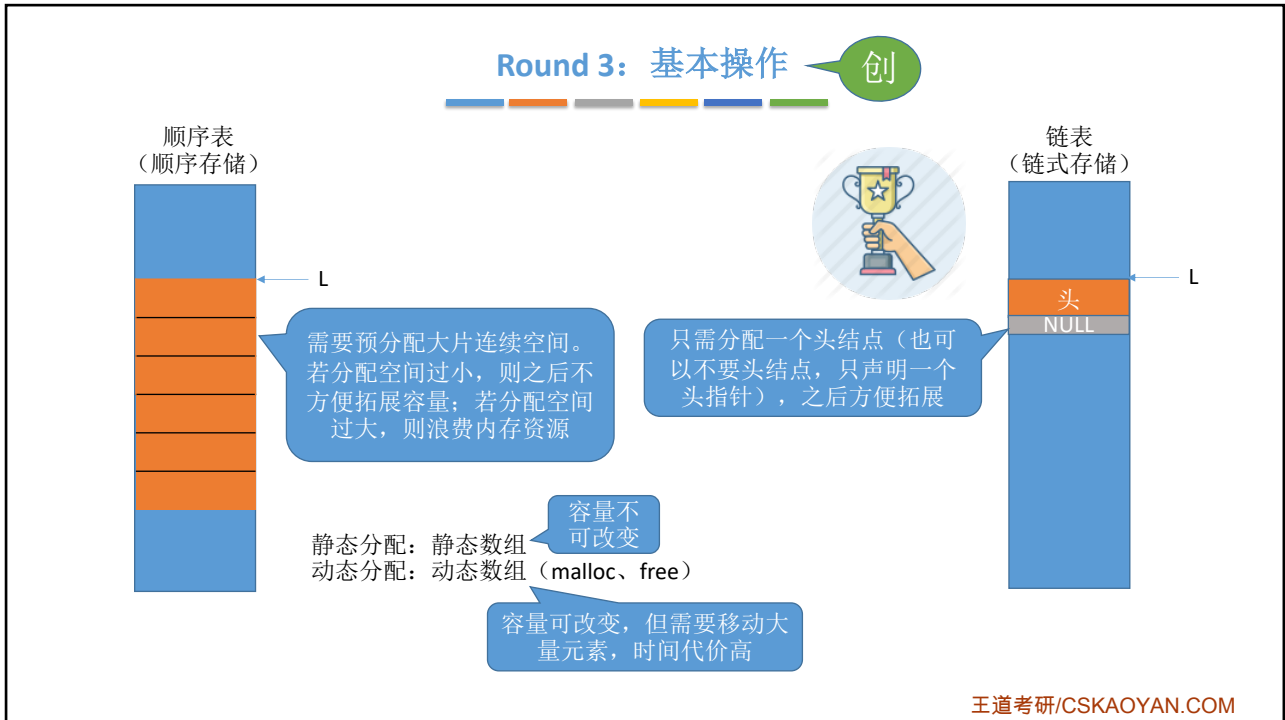 Round 3：基本操作
创
顺序表
（顺序存储）
L
需要预分配大片连续空间。
若分配空间过小，则之后不
方便拓展容量；若分配空间
过大，则浪费内存资源
链表
（链式存储）
L
头
NULL
只需分配一个头结点（也可
以不要头结点，只声明一个
头指针），之后方便拓展
容量不
可改变
静态分配：静态数组
动态分配：动态数组（malloc、free）
容量可改变，但需要移动大
量元素，时间代价高
王道考研/CSKAOYAN.COM